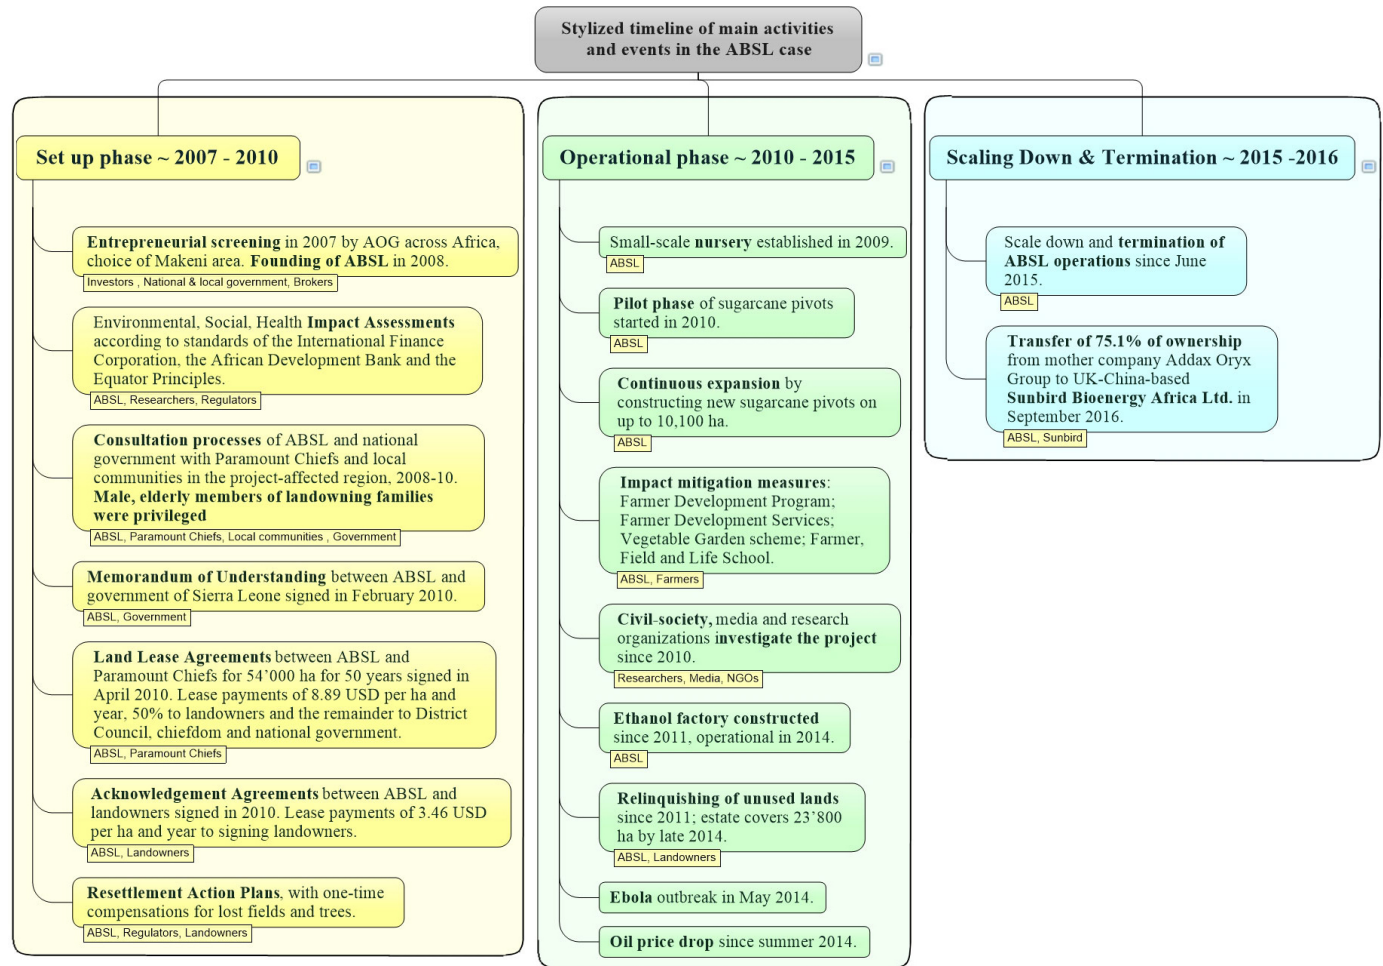 Stylized timeline of main activities
and events in the ABSL case
Set up phase ~ 2007 - 2010
Entrepreneurial screening in 2007 by AOG across Africa,
choice of Makeni area. Founding of ABSL in 2008.
Investors , National & local government, Brokers
Environmental, Social, Health Impact Assessments
according to standards of the International Finance
Corporation, the African Development Bank and the
Equator Principles.
ABSL, Researchers, Regulators
Consultation processes of ABSL and national
government with Paramount Chiefs and local
communities in the project-affected region, 2008-10.
Male, elderly members of landowning families
were privileged
ABSL, Paramount Chiefs, Local communities , Government
Memorandum of Understanding between ABSL and
government of Sierra Leone signed in February 2010.
ABSL, Government
Land Lease Agreements between ABSL and
Paramount Chiefs for 54’000 ha for 50 years signed in
April 2010. Lease payments of 8.89 USD per ha and
year, 50% to landowners and the remainder to District
Council, chiefdom and national government.
ABSL, Paramount Chiefs
Acknowledgement Agreements between ABSL and
landowners signed in 2010. Lease payments of 3.46 USD
per ha and year to signing landowners.
ABSL, Landowners
Resettlement Action Plans, with one-time
compensations for lost fields and trees.
ABSL, Regulators, Landowners
Operational phase ~ 2010 - 2015
Small-scale nursery established in 2009.
ABSL
Pilot phase of sugarcane pivots
started in 2010.
ABSL
Continuous expansion by
constructing new sugarcane pivots on
up to 10,100 ha.
ABSL
Impact mitigation measures:
Farmer Development Program;
Farmer Development Services;
Vegetable Garden scheme; Farmer,
Field and Life School.
ABSL, Farmers
Civil-society, media and research
organizations investigate the project
since 2010.
Researchers, Media, NGOs
Ethanol factory constructed
since 2011, operational in 2014.
ABSL
Relinquishing of unused lands
since 2011; estate covers 23’800
ha by late 2014.
ABSL, Landowners
Ebola outbreak in May 2014.
Oil price drop since summer 2014.
Scaling Down & Termination ~ 2015 -2016
Scale down and termination of
ABSL operations since June
2015.
ABSL
Transfer of 75.1% of ownership
from mother company Addax Oryx
Group to UK-China-based
Sunbird Bioenergy Africa Ltd. in
September 2016.
ABSL, Sunbird